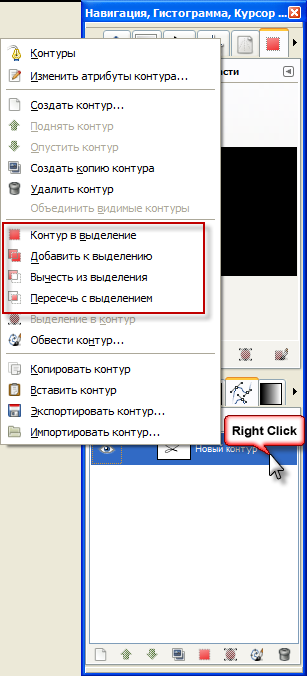 Навигация, Гистограмма, Курсор ...
Контуры
Изменить атрибуты контура...
ости
Создать контур...
Поднять контур
Опустить контур
Создать копию контура
Удалить контур
Объединить видимые контуры
Контур в выделение
Добавить к выделению
Вычесть из выделения
Пересечь с выделением
Выделение в контур
Обвести контур...
Копировать контур
Вставить контур
Экспортировать контур...
Импортировать контур...
Right Click
Новый контур